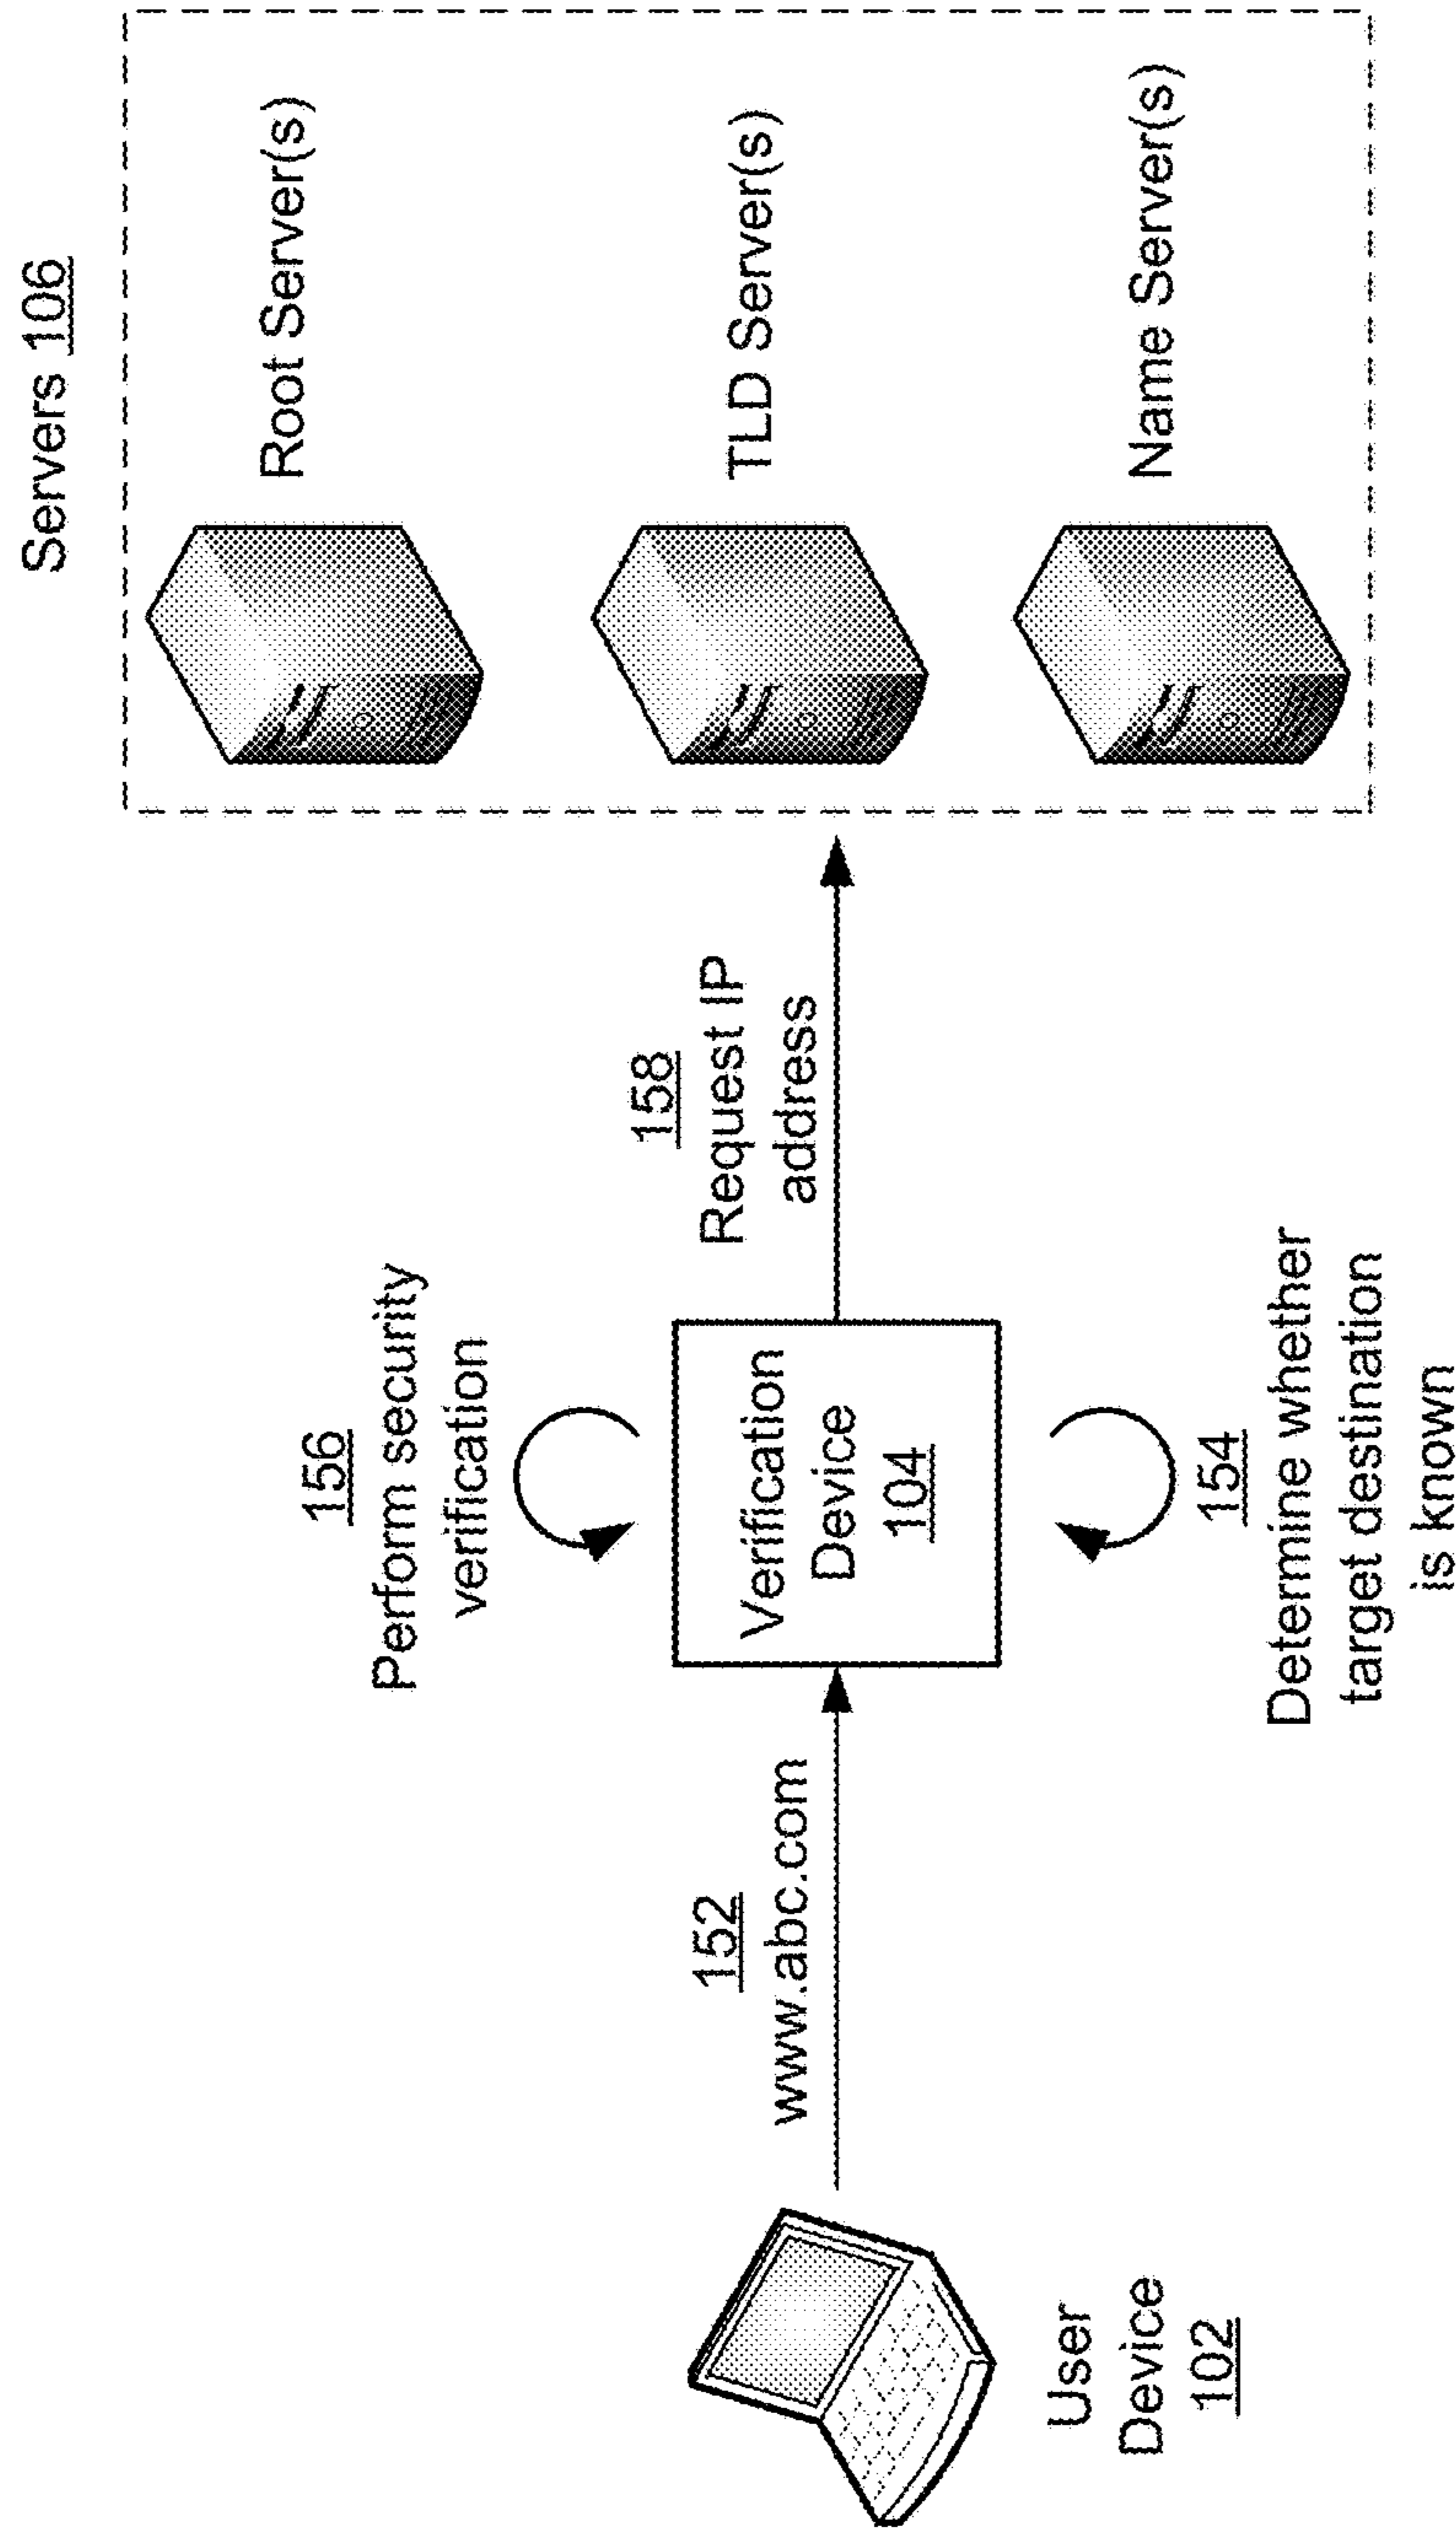 Servers 106
Root Server(s)
TLD Server(s)
Name Server(s)
156
Perform security
verification
158
Request IP
address
152
www.abc.com
Verification
Device
104
154
Determine whether
target destination
is known
User
Device
102